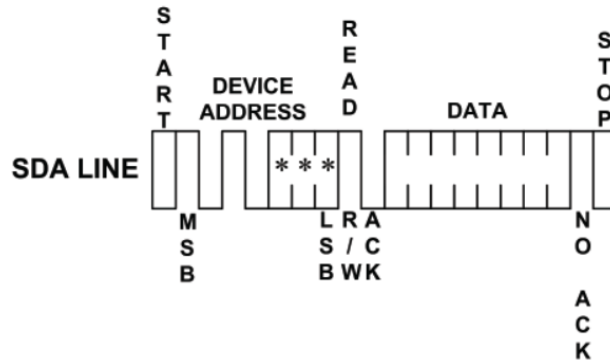 START
DEVICE
ADDRESS
READ
DATA
STOP
SDA LINE
* * *
MSB
LSB
R/W
ACK
NO ACK